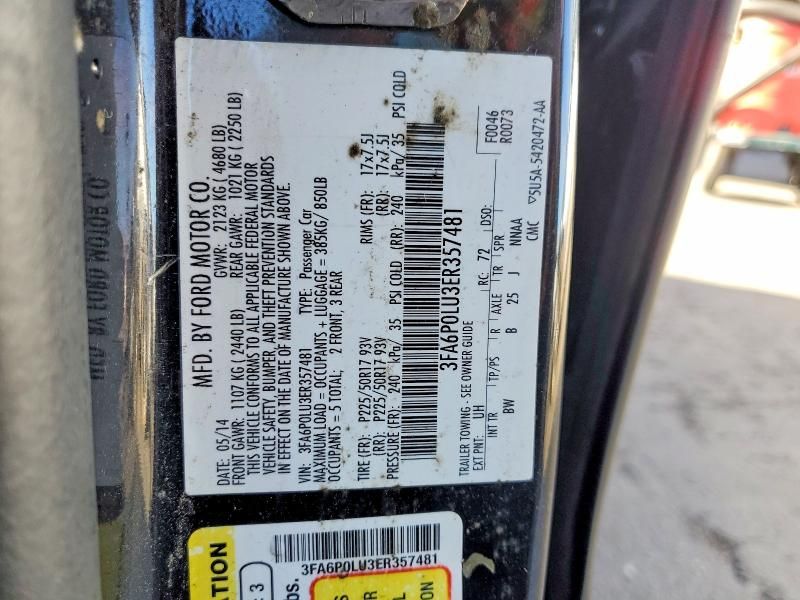 MFD. BY FORD MOTOR CO.
DATE: 05/14 GVWR: 2123 KG ( 4680 LB)
FRONT GAWR: 1107 KG ( 2440 LB) REAR GAWR: 1021 KG ( 2250 LB)
THIS VEHICLE CONFORMS TO ALL APPLICABLE FEDERAL MOTOR
VEHICLE SAFETY, BUMPER, AND THEFT PREVENTION STANDARDS
IN EFFECT ON THE DATE OF MANUFACTURE SHOWN ABOVE.
VIN: 3FA6P0LU3ER357481 TYPE: Passenger Car
MAXIMUM LOAD = OCCUPANTS + LUGGAGE = 385KG/ 850LB
OCCUPANTS = 5 TOTAL; 2 FRONT, 3 REAR
TIRE (FR): P225/50R17 93V RIMS (FR): 17x7.5J
(RR): P225/50R17 93V (RR): 17x7.5J
PRESSURE (FR): 240 kPa/ 35 PSI COLD (RD): 240 kPa/ 35 PSI COLD
3FA6P0LU3ER357481
TRAILER TOWING - SEE OWNER GUIDE
F0046
EXT PNT: UH RC: 72 DSO: R0073
INT TR TP/PS R AXLE TR SPR
BW B 25 J NNAA
CMC 5U5A-5420472-AA
3FA6P0LU3ER357481